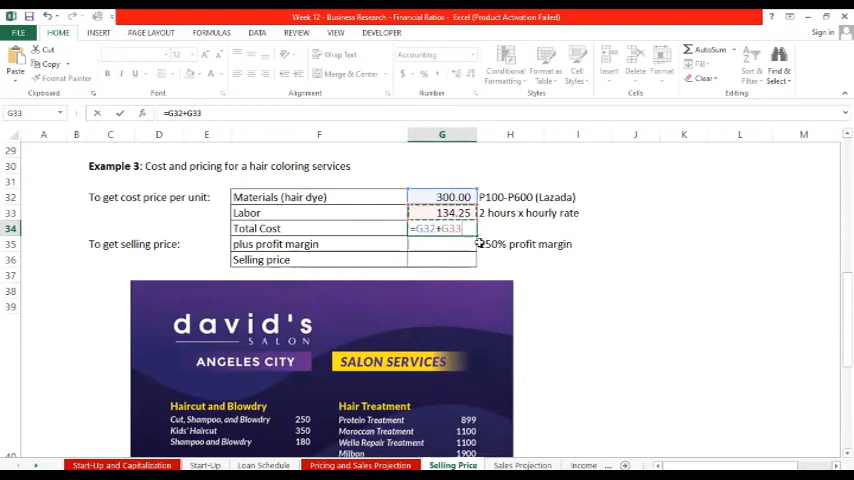 Week 12 - Business Research - Financial Ratios - Excel (Product Activation Failed)
FILE HOME INSERT PAGE LAYOUT FORMULAS DATA REVIEW VIEW DEVELOPER Sign in
Cut
Copy
Format Painter
Paste
Clipboard
B I U
Font
Wrap Text
Merge & Center
Alignment
Accounting
$ % ,
Number
Conditional Formatting
Format as Table
Cell Styles
Styles
Insert Delete Format
Cells
AutoSum
Fill
Clear
Sort & Filter
Find & Select
Editing
G33 =G32+G33
A B C D E F G H I J K L M
29
30 Example 3: Cost and pricing for a hair coloring services
31
32 To get cost price per unit: Materials (hair dye) 300.00 P100-P600 (Lazada)
33 Labor 134.25 2 hours x hourly rate
34 Total Cost =G32+G33
35 To get selling price: plus profit margin 250% profit margin
36 Selling price
37
38
39
david's
SALON
ANGELES CITY
SALON SERVICES
Haircut and Blowdry
Cut, Shampoo, and Blowdry 250
Kids' Haircut 350
Shampoo and Blowdry 180
Hair Treatment
Protein Treatment 899
Moroccan Treatment 1100
Wella Repair Treatment 1100
Milbon 1900
40
Start-Up and Capitalization Start-Up Loan Schedule Pricing and Sales Projection Selling Price Sales Projection Income ...